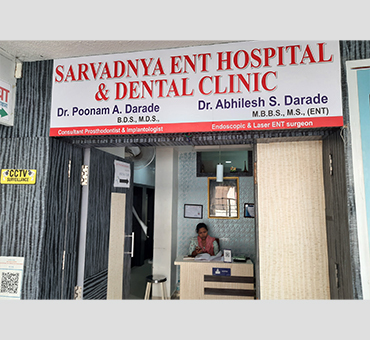 SARVADNYA ENT HOSPITAL
& DENTAL CLINIC
Dr. Poonam A. Darade
B.D.S., M.D.S.,
Consultant Prosthodontist & Implantologist
Dr. Abhilesh S. Darade
M.B.B.S., M.S., (ENT)
Endoscopic & Laser ENT surgeon
CCTV
SURVEILLANCE